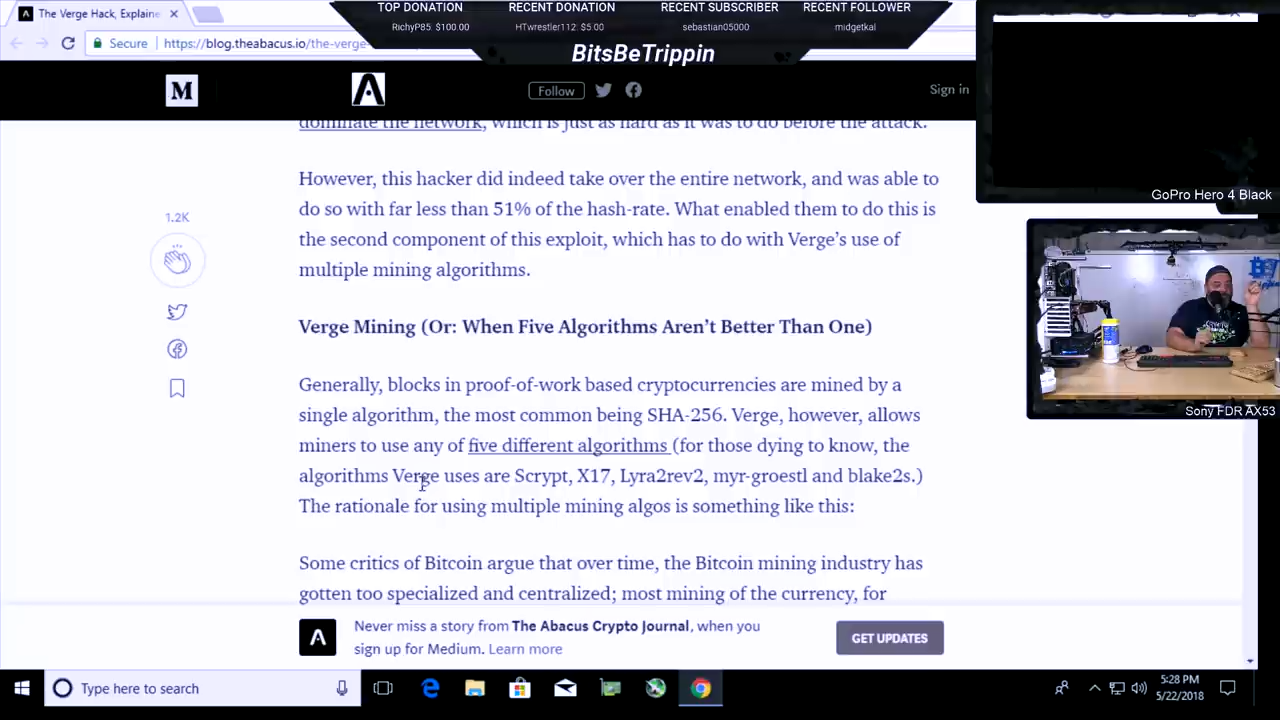 The Verge Hack, Explaine
TOP DONATION
RichyP85: $100.00
RECENT DONATION
HTwrestler112: $5.00
RECENT SUBSCRIBER
sebastian05000
RECENT FOLLOWER
midgetkal
BitsBeTrippin
Secure
https://blog.theabacus.io/the-verge-
M
Follow
Sign in
dominate the network, which is just as hard as it was to do before the attack.
However, this hacker did indeed take over the entire network, and was able to
do so with far less than 51% of the hash-rate. What enabled them to do this is
the second component of this exploit, which has to do with Verge’s use of
multiple mining algorithms.
1.2K
Verge Mining (Or: When Five Algorithms Aren’t Better Than One)
Generally, blocks in proof-of-work based cryptocurrencies are mined by a
single algorithm, the most common being SHA-256. Verge, however, allows
miners to use any of five different algorithms (for those dying to know, the
algorithms Verge uses are Scrypt, X17, Lyra2rev2, myr-groestl and blake2s.)
The rationale for using multiple mining algos is something like this:
Some critics of Bitcoin argue that over time, the Bitcoin mining industry has
gotten too specialized and centralized; most mining of the currency, for
Never miss a story from The Abacus Crypto Journal, when you
sign up for Medium. Learn more
GET UPDATES
GoPro Hero 4 Black
Sony FDR AX53
Type here to search
5:28 PM
5/22/2018